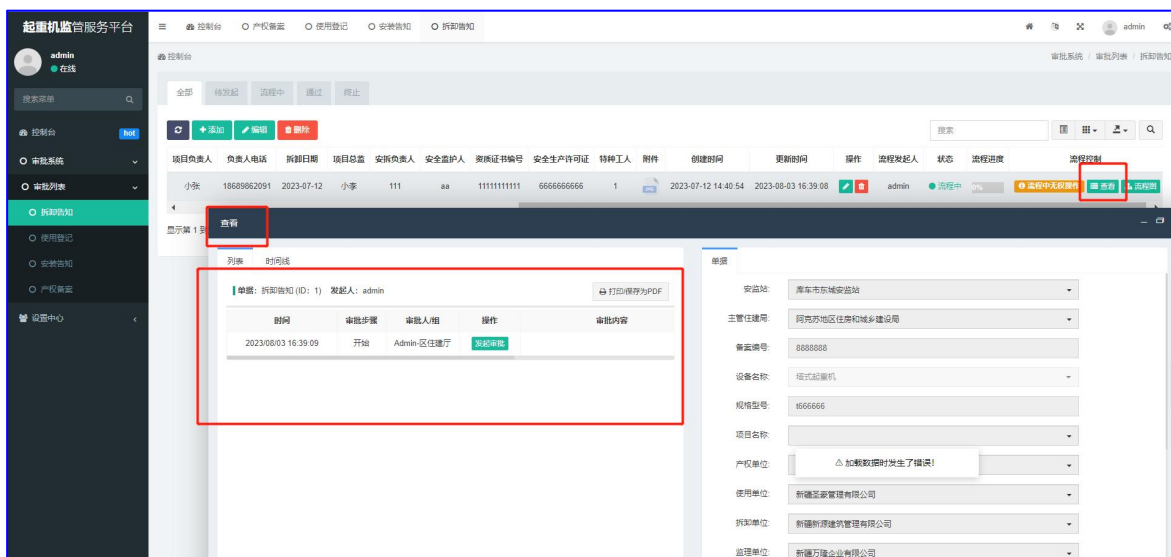 起重机监管服务平台
控制台 产权备案 使用登记 安装告知 拆卸告知 admin
admin
在线
控制台 审批系统 / 审批列表 / 拆卸告知
搜索菜单
全部 待发起 流程中 通过 终止
控制台 hot
添加 编辑 删除 搜索
审批系统
项目负责人 负责人电话 拆卸日期 项目总监 安拆负责人 安全监护人 资质证书编号 安全生产许可证 特种工人 附件 创建时间 更新时间 操作 流程发起人 状态 流程进度 流程控制
审批列表
小张 18689862091 2023-07-12 小李 111 aa 11111111111 6666666666 1 2023-07-12 14:40:54 2023-08-03 16:39:08 admin 流程中 0% 流程中无权操作 查看 流程图
拆卸告知
显示第 1 到
查看
使用登记
安装告知
产权备案
设置中心
列表 时间线
单据: 拆卸告知 (ID: 1) 发起人: admin 打印/保存为PDF
时间 审批步骤 审批人/组 操作 审批内容
2023/08/03 16:39:09 开始 Admin-区住建厅 发起审批
单据
安监站: 库车市东城安监站
主管住建局: 阿克苏地区住房和城乡建设局
备案编号: 8888888
设备名称: 塔式起重机
规格型号: t666666
项目名称:
产权单位: 加载数据时发生了错误!
使用单位: 新疆圣豪管理有限公司
拆卸单位: 新疆新源建筑管理有限公司
监理单位: 新疆万隆企业有限公司